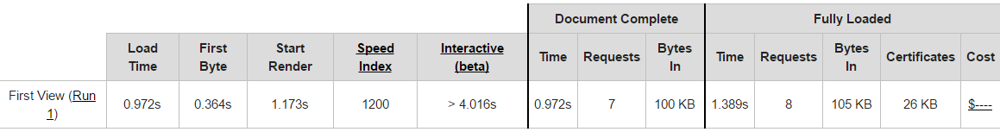 Document Complete Fully Loaded
Load Time First Byte Start Render Speed Index Interactive (beta) Time Requests Bytes In Time Requests Bytes In Certificates Cost
First View (Run 1) 0.972s 0.364s 1.173s 1200 > 4.016s 0.972s 7 100 KB 1.389s 8 105 KB 26 KB $----